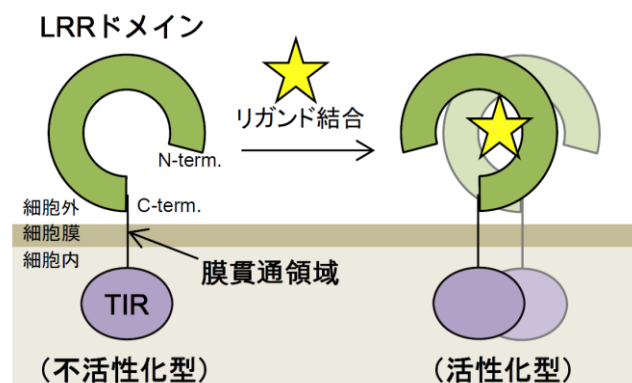 LRRドメイン
リガンド結合
N-term.
C-term.
細胞外
細胞膜
細胞内
膜貫通領域
TIR
(不活性化型)
(活性化型)